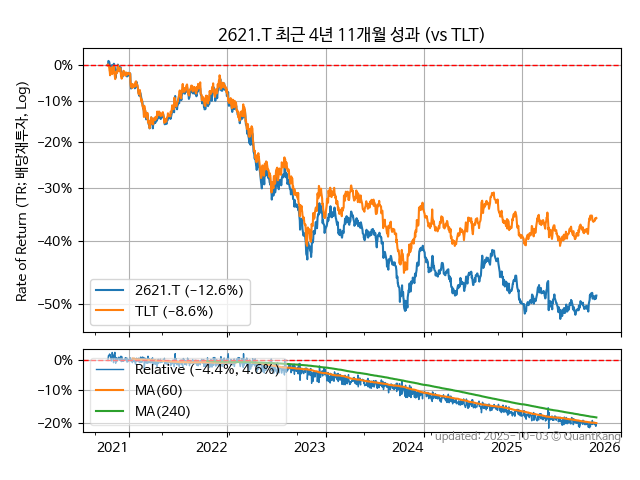 2621.T 최근 4년 11개월 성과 (vs TLT)
Rate of Return (TR: 배당재투자, Log)
0%
−10%
−20%
−30%
−40%
−50%
2621.T (−12.6%)
TLT (−8.6%)
0%
−10%
−20%
Relative (−4.4%, 4.6%)
MA(60)
MA(240)
2021
2022
2023
2024
2025
2026
updated: 2025-10-03 © QuantKang